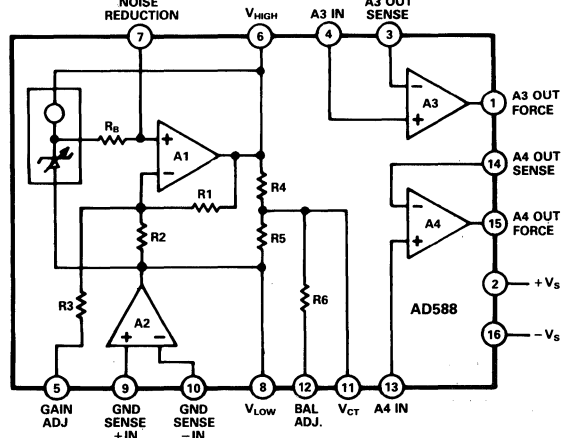 NOISE
REDUCTION
VHIGH
A3 IN
A3 OUT
SENSE
7
6
4
3
RB
+
−
A1
−
+
A3
1
A3 OUT
FORCE
14
A4 OUT
SENSE
R1
R4
R2
R5
−
+
A4
15
A4 OUT
FORCE
R3
R6
2
+VS
AD588
A2
+
−
16
−VS
5
9
10
8
12
11
13
GAIN
ADJ
GND
SENSE
+IN
GND
SENSE
−IN
VLOW
BAL
ADJ.
VCT
A4 IN